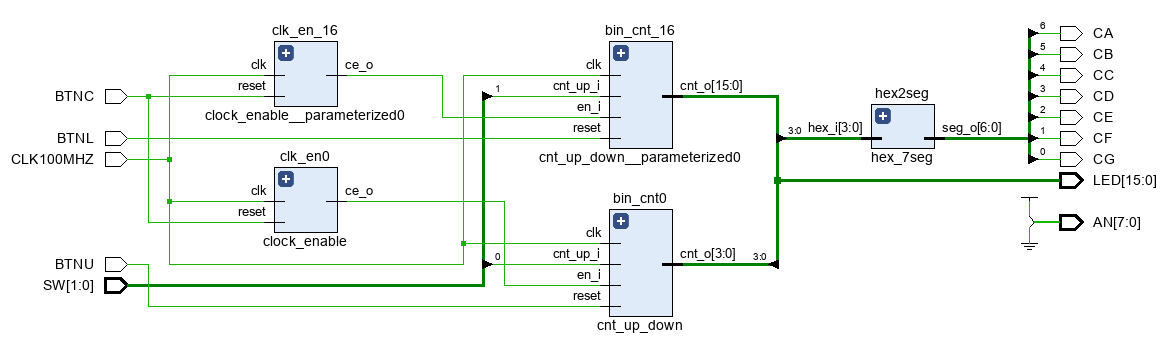 clk_en_16
clk
reset
ce_o
clock_enable__parameterized0
bin_cnt_16
clk
cnt_up_i
en_i
reset
cnt_o[15:0]
cnt_up_down__parameterized0
1
BTNC
BTNL
CLK100MHZ
clk_en0
clk
reset
ce_o
clock_enable
bin_cnt0
clk
cnt_up_i
en_i
reset
cnt_o[3:0]
3:0
cnt_up_down
0
BTNU
SW[1:0]
hex2seg
3:0
hex_i[3:0]
seg_o[6:0]
hex_7seg
6
CA
5
CB
4
CC
3
CD
2
CE
1
CF
0
CG
LED[15:0]
AN[7:0]